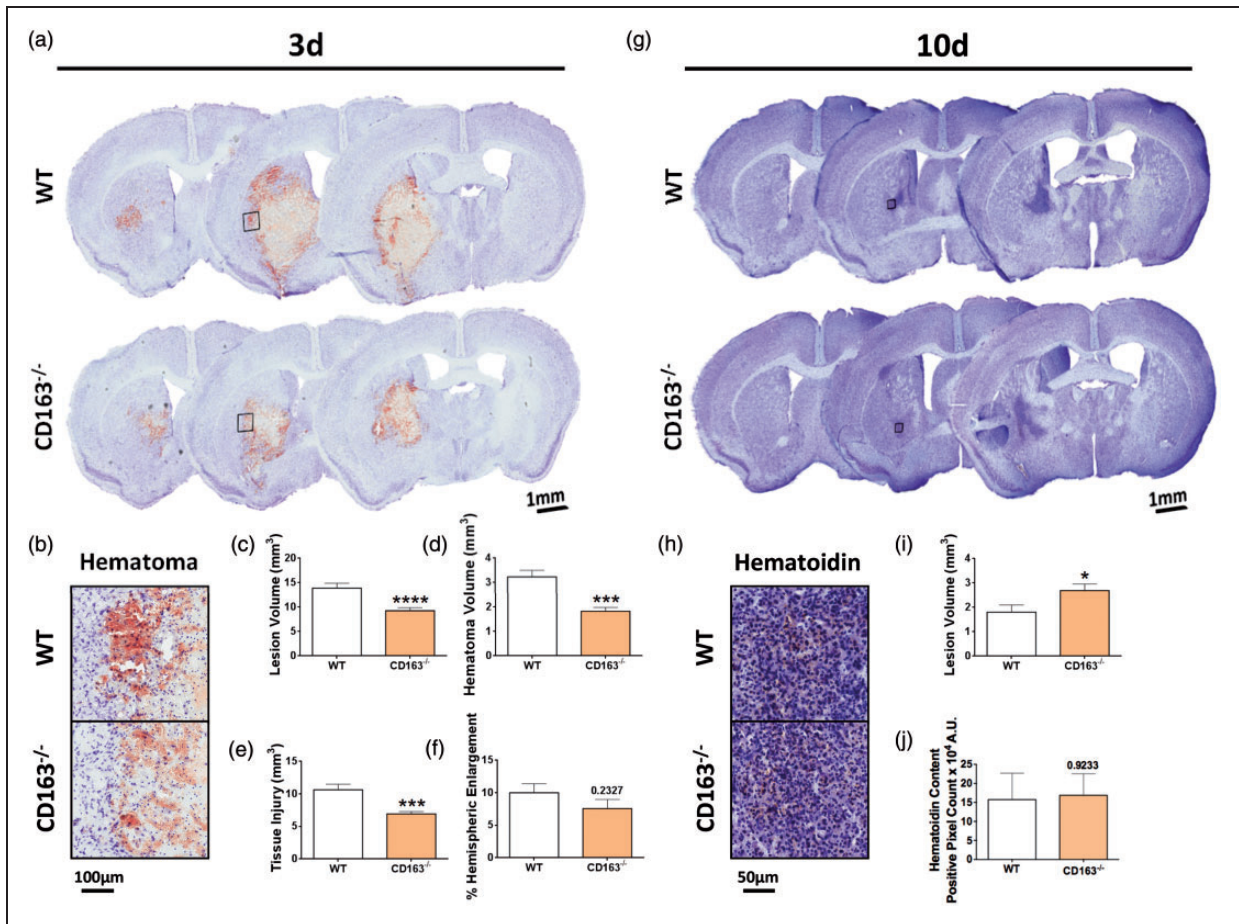 (a)
3d
WT
CD163-/-
1mm
(b)
Hematoma
WT
CD163-/-
100μm
(c)
Lesion Volume (mm3)
20
15
10
5
0
****
WT
CD163-/-
(d)
Hematoma Volume (mm3)
4
3
2
1
0
***
WT
CD163-/-
(e)
Tissue Injury (mm3)
15
10
5
0
***
WT
CD163-/-
(f)
% Hemispheric Enlargement
15
10
5
0
0.2327
WT
CD163-/-
(g)
10d
WT
CD163-/-
1mm
(h)
Hematoidin
WT
CD163-/-
50μm
(i)
Lesion Volume (mm3)
4
3
2
1
0
*
WT
CD163-/-
(j)
Hematoidin Content
Positive Pixel Count x 10⁴ A.U.
25
20
15
10
5
0
0.9233
WT
CD163-/-